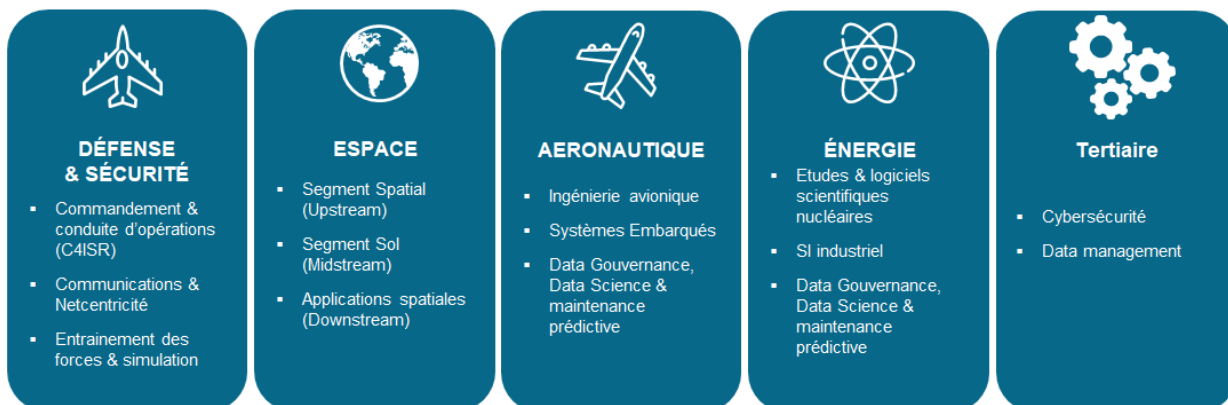 DÉFENSE
& SÉCURITÉ
▪ Commandement &
conduite d'opérations
(C4ISR)
▪ Communications &
Netcentricité
▪ Entrainement des
forces & simulation
ESPACE
▪ Segment Spatial
(Upstream)
▪ Segment Sol
(Midstream)
▪ Applications spatiales
(Downstream)
AERONAUTIQUE
▪ Ingénierie avionique
▪ Systèmes Embarqués
▪ Data Gouvernance,
Data Science &
maintenance
prédictive
ÉNERGIE
▪ Etudes & logiciels
scientifiques
nucléaires
▪ SI industriel
▪ Data Gouvernance,
Data Science &
maintenance
prédictive
Tertiaire
▪ Cybersécurité
▪ Data management